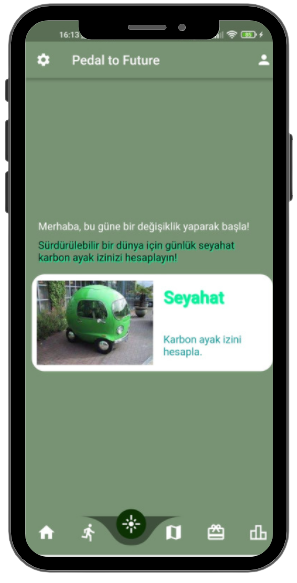 16:13
Pedal to Future
Merhaba, bu güne bir değişiklik yaparak başla!
Sürdürülebilir bir dünya için günlük seyahat
karbon ayak izinizi hesaplayın!
Seyahat
Karbon ayak izini
hesapla.